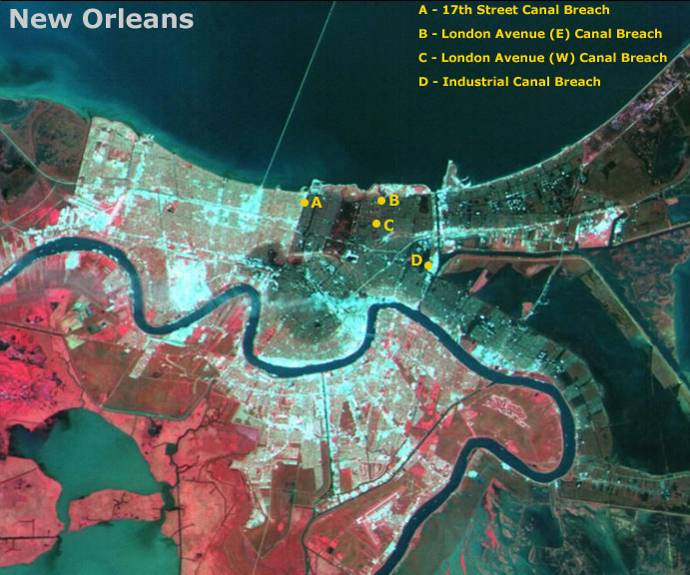 New Orleans
A - 17th Street Canal Breach
B - London Avenue (E) Canal Breach
C - London Avenue (W) Canal Breach
D - Industrial Canal Breach
A
B
C
D